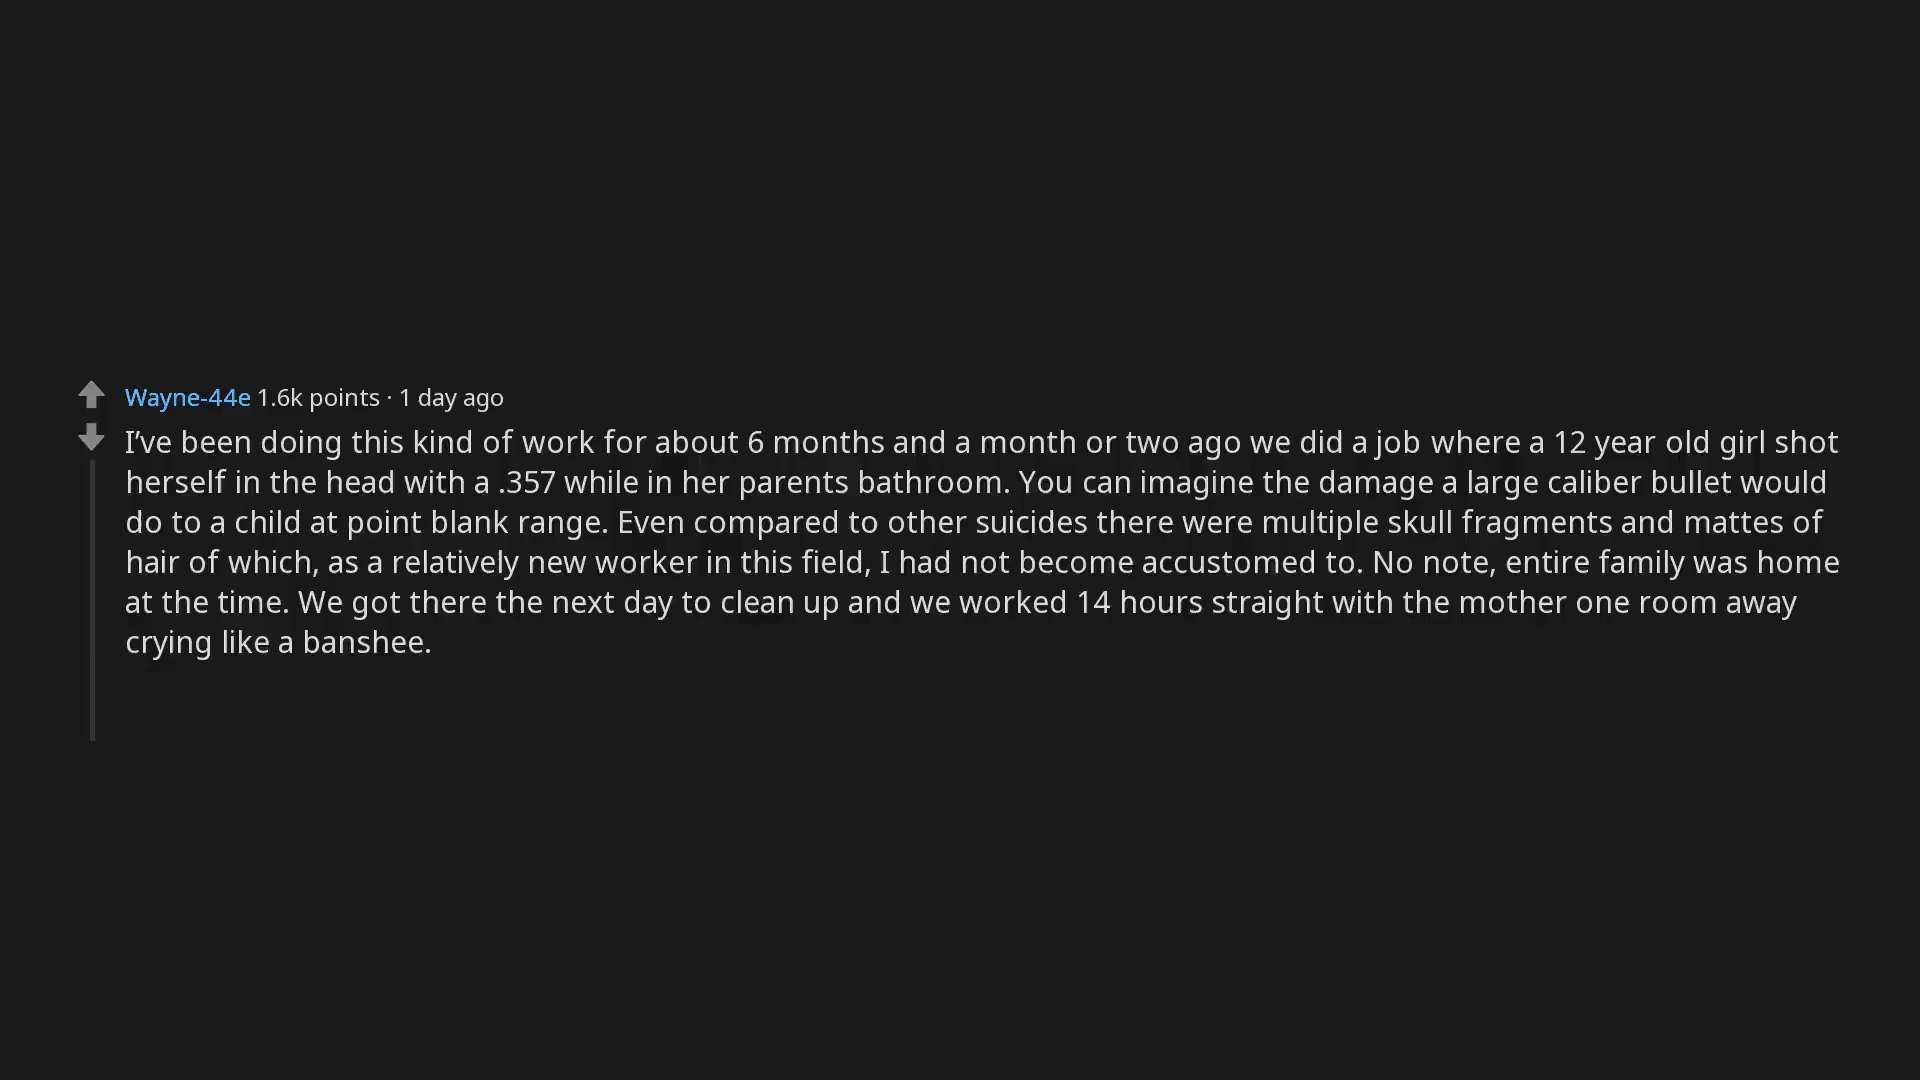 Wayne-44e 1.6k points · 1 day ago
I’ve been doing this kind of work for about 6 months and a month or two ago we did a job where a 12 year old girl shot
herself in the head with a .357 while in her parents bathroom. You can imagine the damage a large caliber bullet would
do to a child at point blank range. Even compared to other suicides there were multiple skull fragments and mattes of
hair of which, as a relatively new worker in this field, I had not become accustomed to. No note, entire family was home
at the time. We got there the next day to clean up and we worked 14 hours straight with the mother one room away
crying like a banshee.